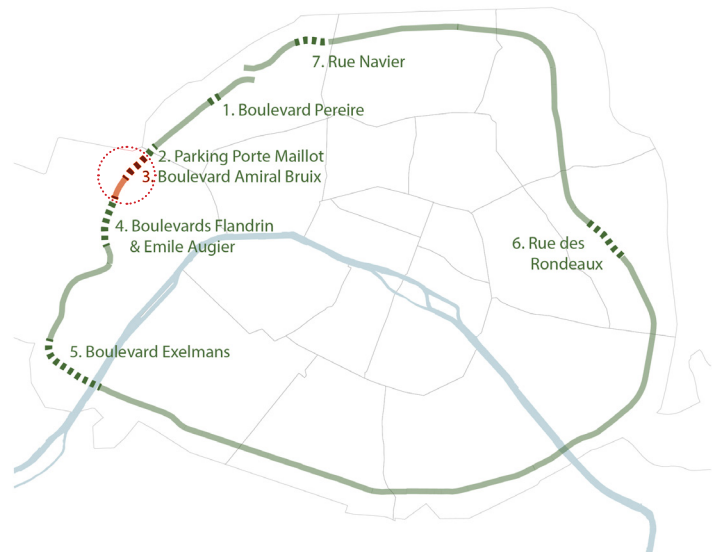 7. Rue Navier
1. Boulevard Pereire
2. Parking Porte Maillot
3. Boulevard Amiral Bruix
4. Boulevards Flandrin
& Emile Augier
6. Rue des
Rondeaux
5. Boulevard Exelmans